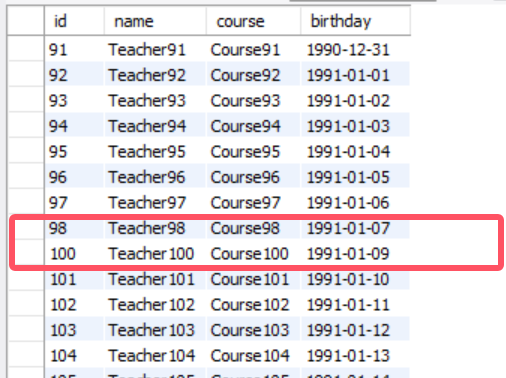 id name course birthday
91 Teacher91 Course91 1990-12-31
92 Teacher92 Course92 1991-01-01
93 Teacher93 Course93 1991-01-02
94 Teacher94 Course94 1991-01-03
95 Teacher95 Course95 1991-01-04
96 Teacher96 Course96 1991-01-05
97 Teacher97 Course97 1991-01-06
98 Teacher98 Course98 1991-01-07
100 Teacher100 Course100 1991-01-09
101 Teacher101 Course101 1991-01-10
102 Teacher102 Course102 1991-01-11
103 Teacher103 Course103 1991-01-12
104 Teacher104 Course104 1991-01-13